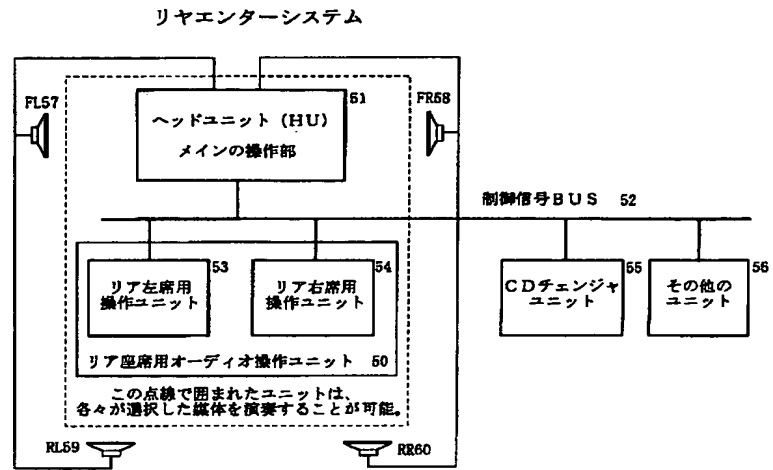 リヤエンターシステム
FL57
51
FR58
ヘッドユニット (HU)
メインの操作部
制御信号BUS 52
53
リア左席用
操作ユニット
54
リア右席用
操作ユニット
55
CDチェンジャ
ユニット
56
その他の
ユニット
リア座席用オーディオ操作ユニット 50
この点線で囲まれたユニットは、
各々が選択した媒体を演奏することが可能。
RL59
RR60